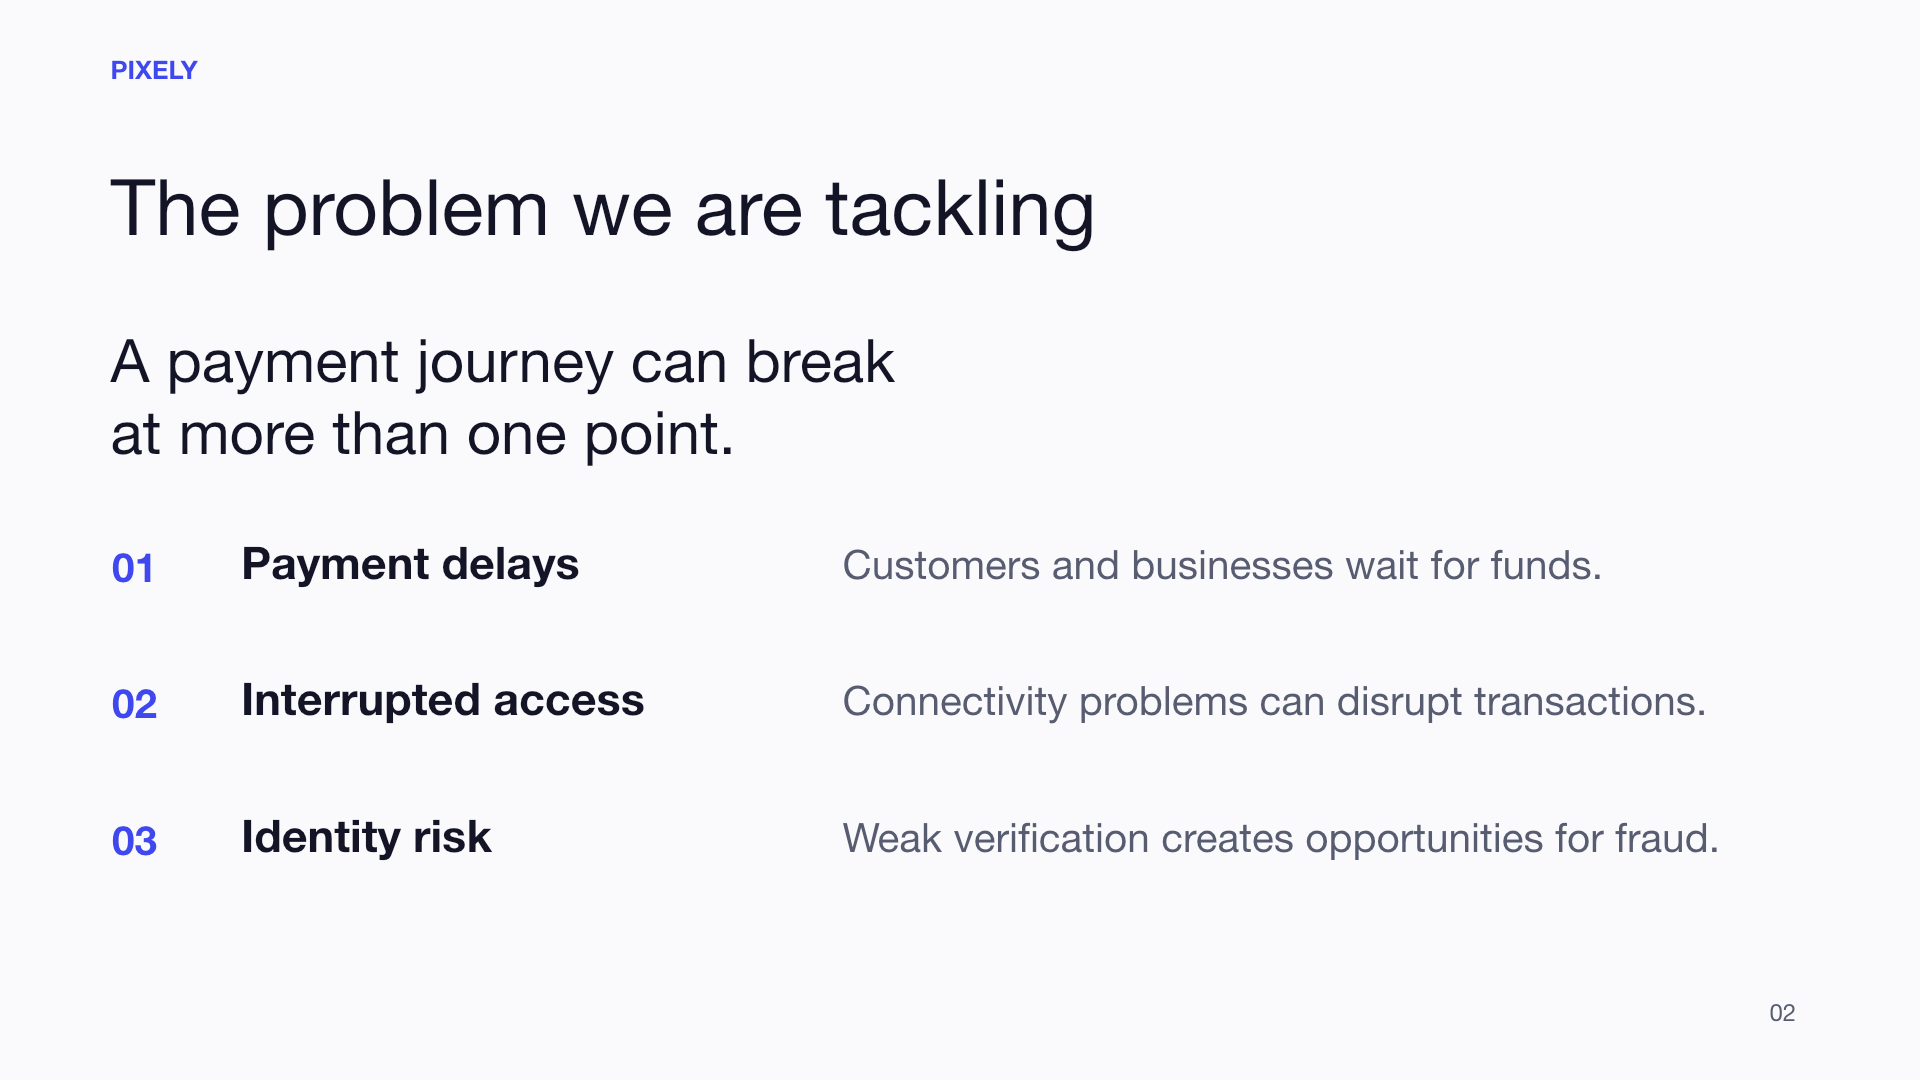 PIXELY
The problem we are tackling
A payment journey can break
at more than one point.
01 Payment delays Customers and businesses wait for funds.
02 Interrupted access Connectivity problems can disrupt transactions.
03 Identity risk Weak verification creates opportunities for fraud.
02